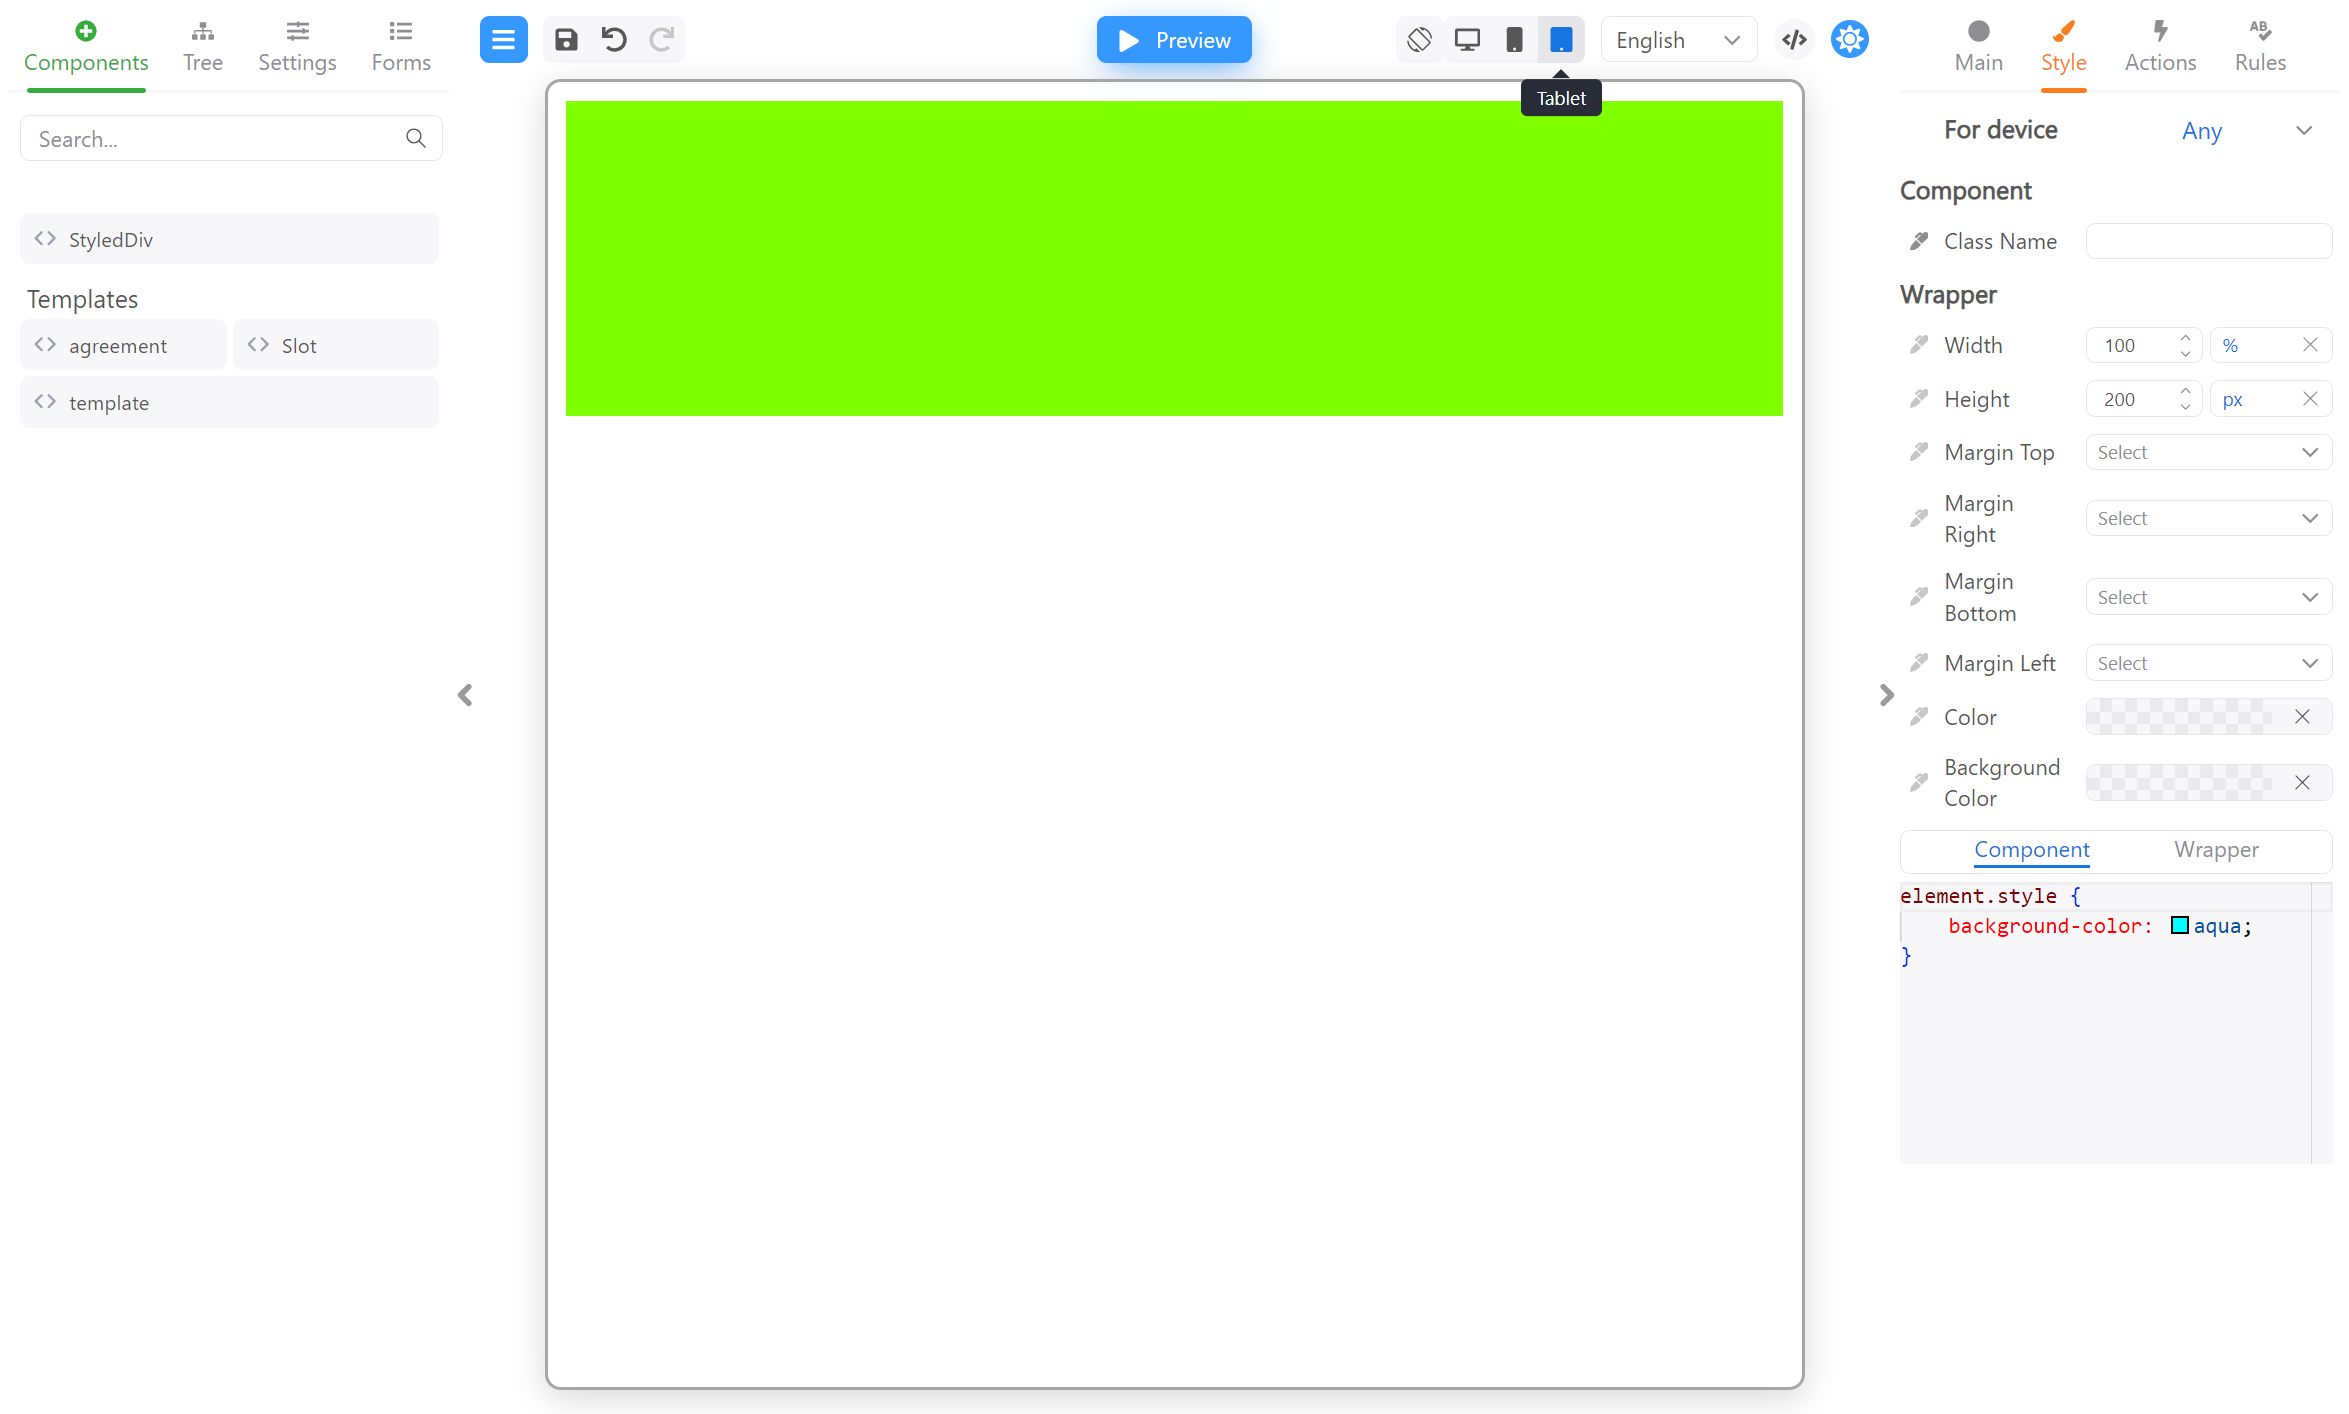 Components
Tree
Settings
Forms
Preview
English
Main
Style
Actions
Rules
Tablet
Search...
StyledDiv
Templates
agreement
Slot
template
For device
Any
Component
Class Name
Wrapper
Width
100
%
Height
200
px
Margin Top
Select
Margin
Right
Select
Margin
Bottom
Select
Margin Left
Select
Color
Background
Color
Component
Wrapper
element.style {
background-color: aqua;
}